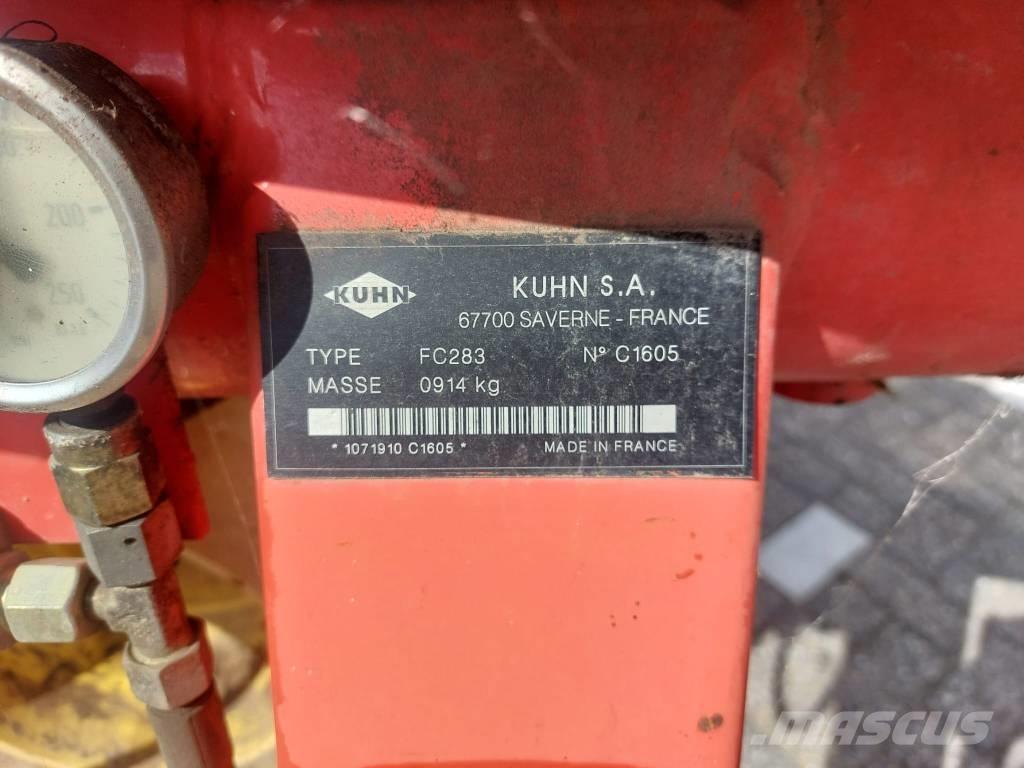 200
250
KUHN
KUHN S.A.
67700 SAVERNE - FRANCE
TYPE FC283 Nº C1605
MASSE 0914 kg
* 1071910 C1605 * MADE IN FRANCE
MASCUS